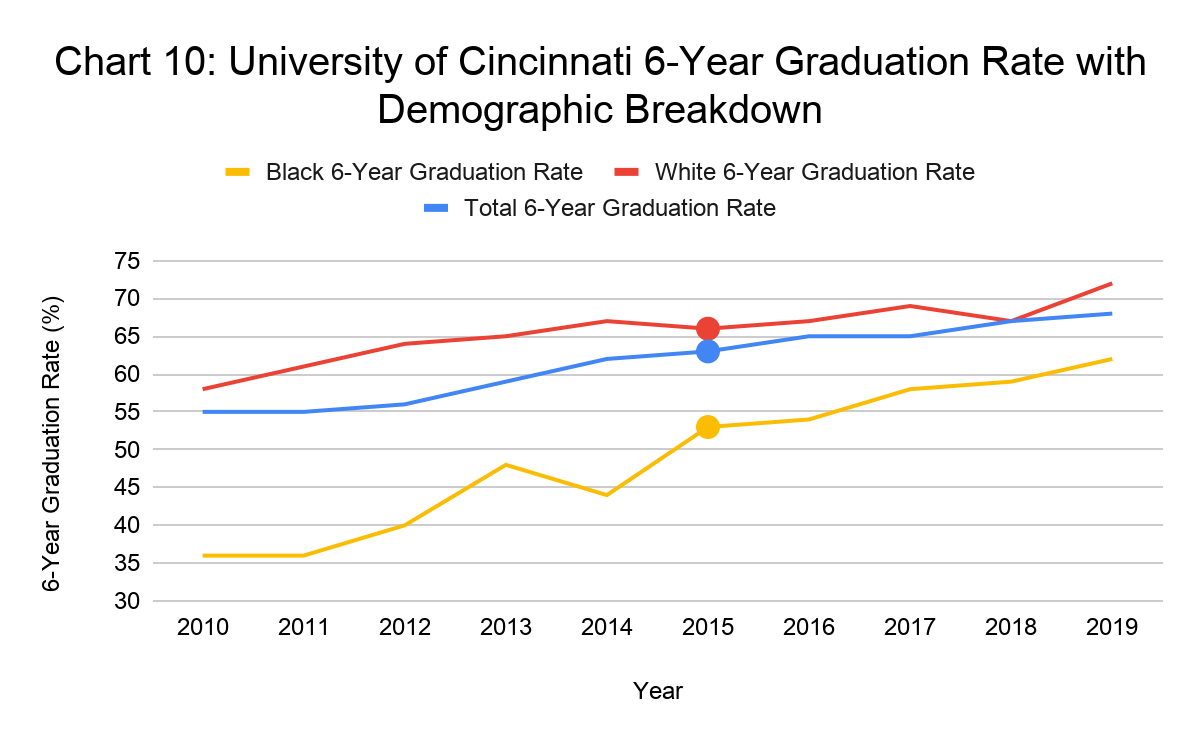 Chart 10: University of Cincinnati 6-Year Graduation Rate with
Demographic Breakdown
Black 6-Year Graduation Rate
White 6-Year Graduation Rate
Total 6-Year Graduation Rate
6-Year Graduation Rate (%)
75
70
65
60
55
50
45
40
35
30
2010 2011 2012 2013 2014 2015 2016 2017 2018 2019
Year